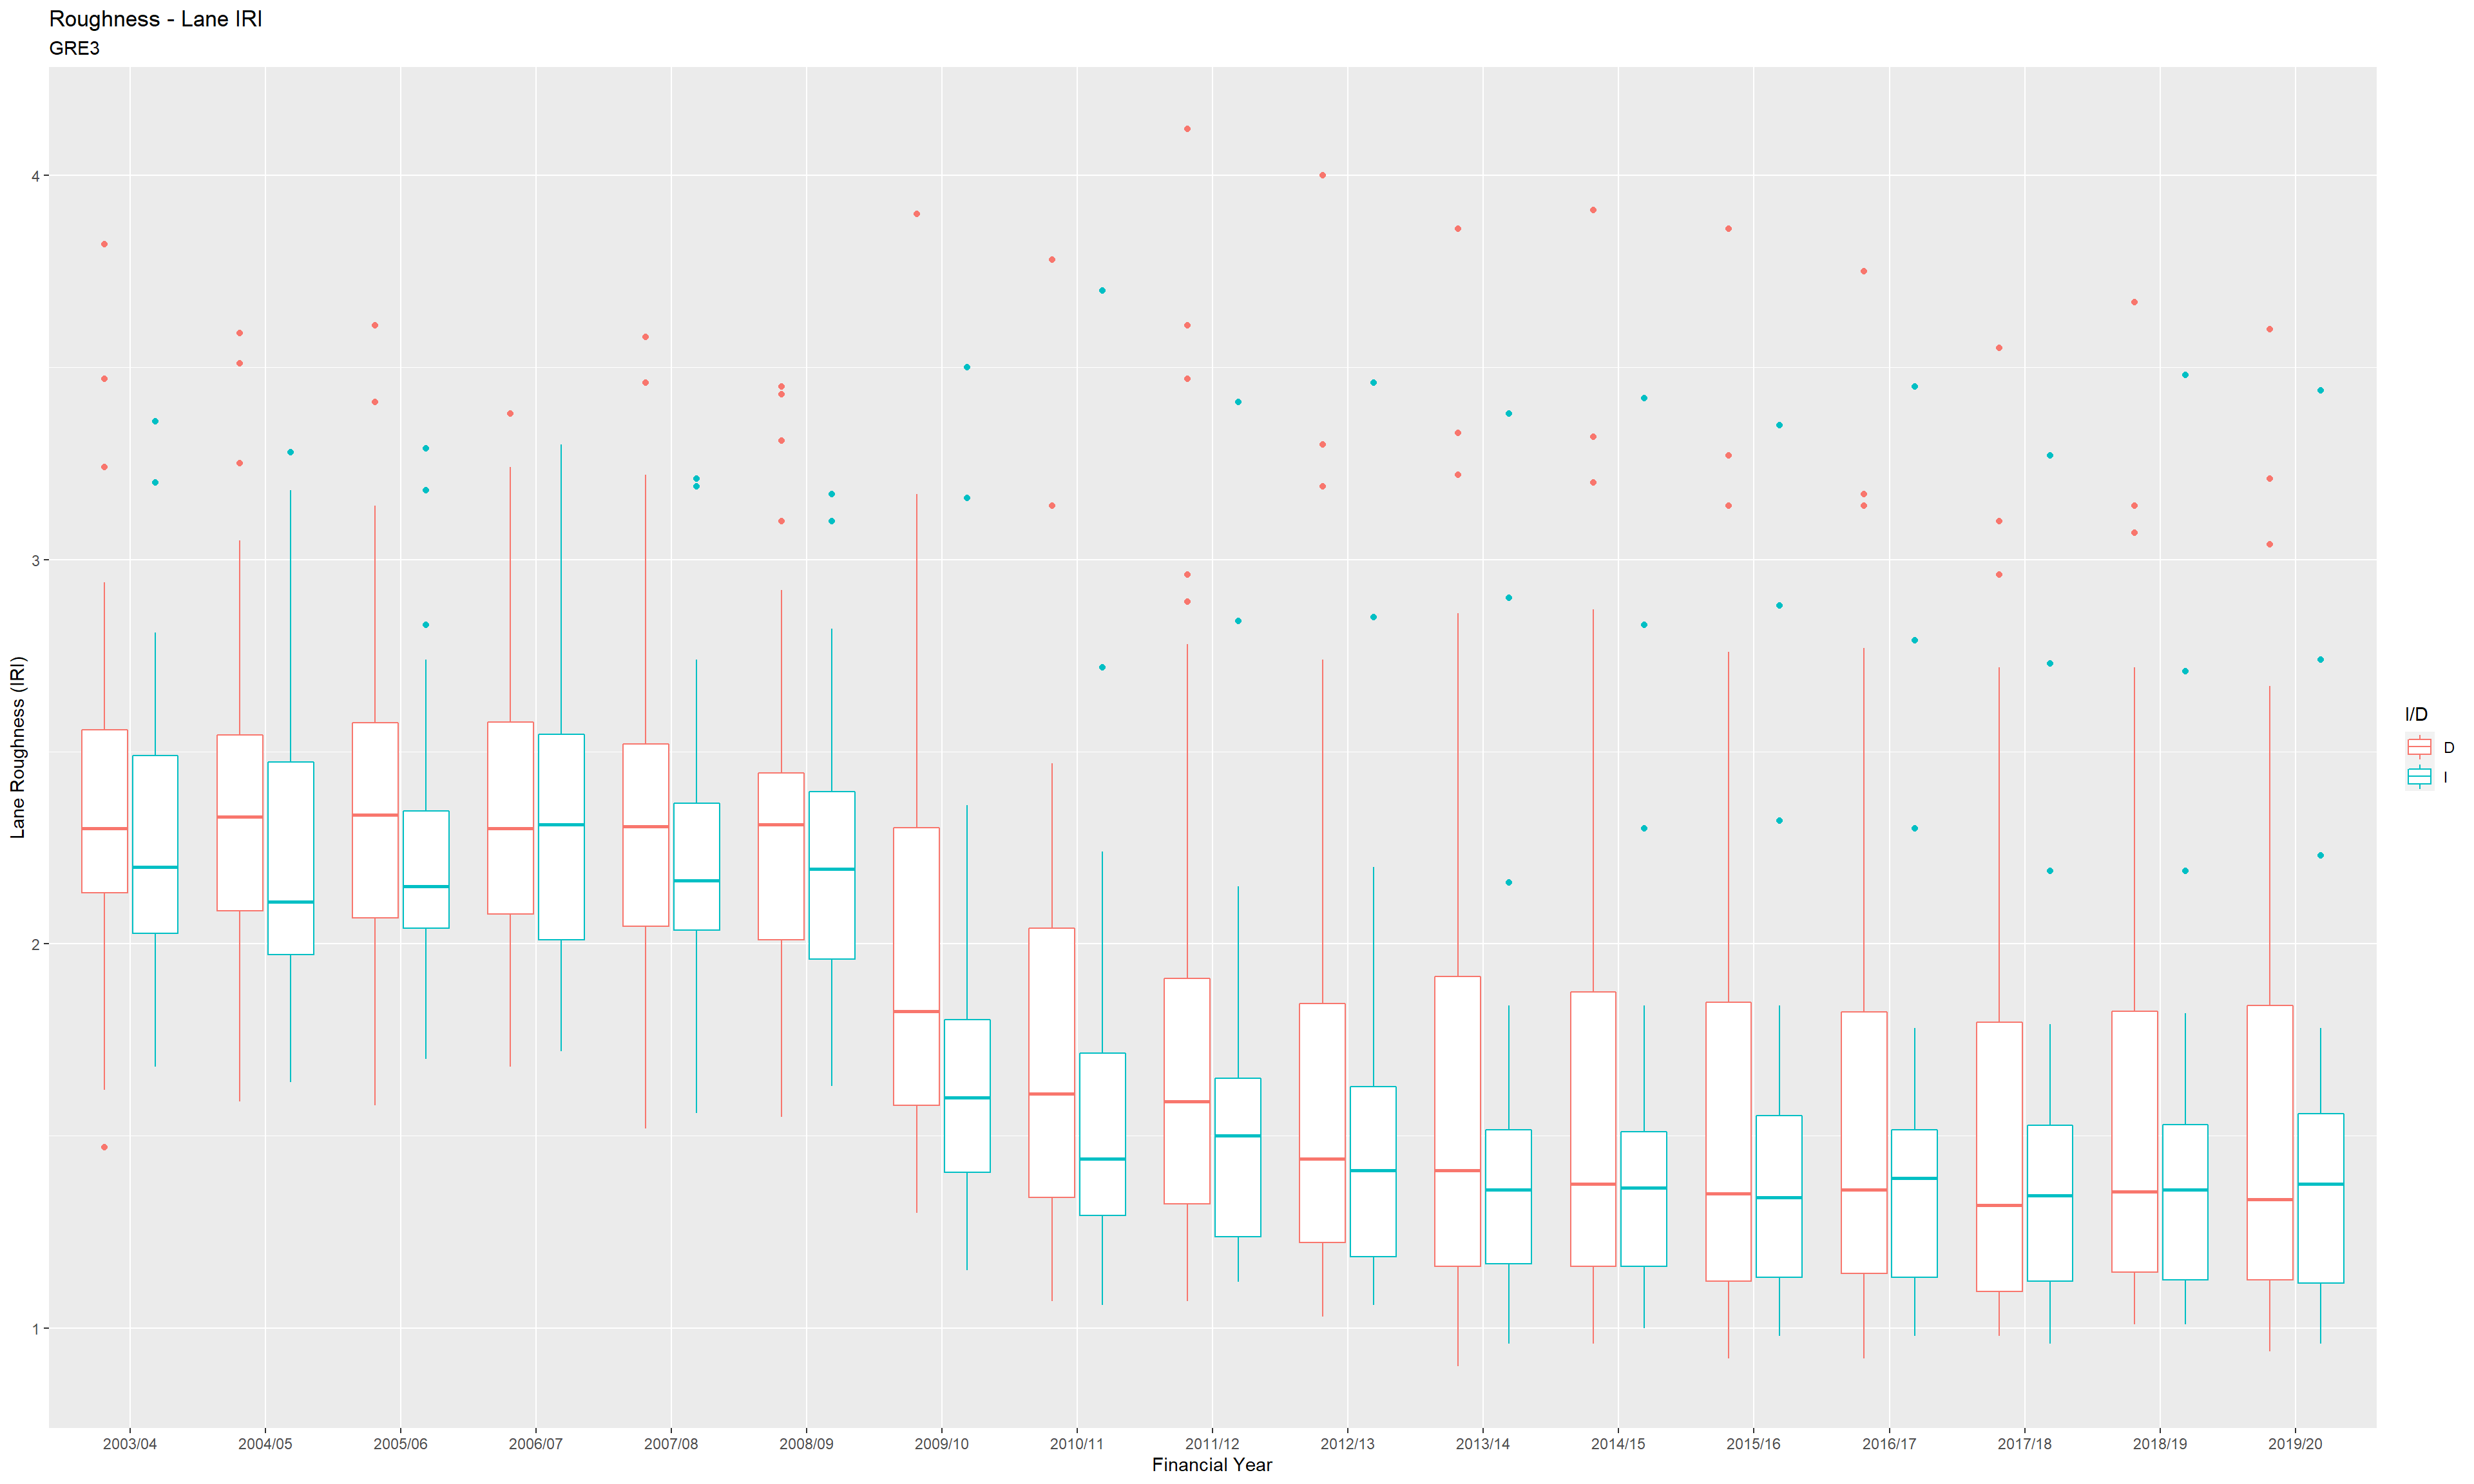 Roughness - Lane IRI
GRE3
Lane Roughness (IRI)
4
3
2
1
2003/04 2004/05 2005/06 2006/07 2007/08 2008/09 2009/10 2010/11 2011/12 2012/13 2013/14 2014/15 2015/16 2016/17 2017/18 2018/19 2019/20
Financial Year
I/D
D
I